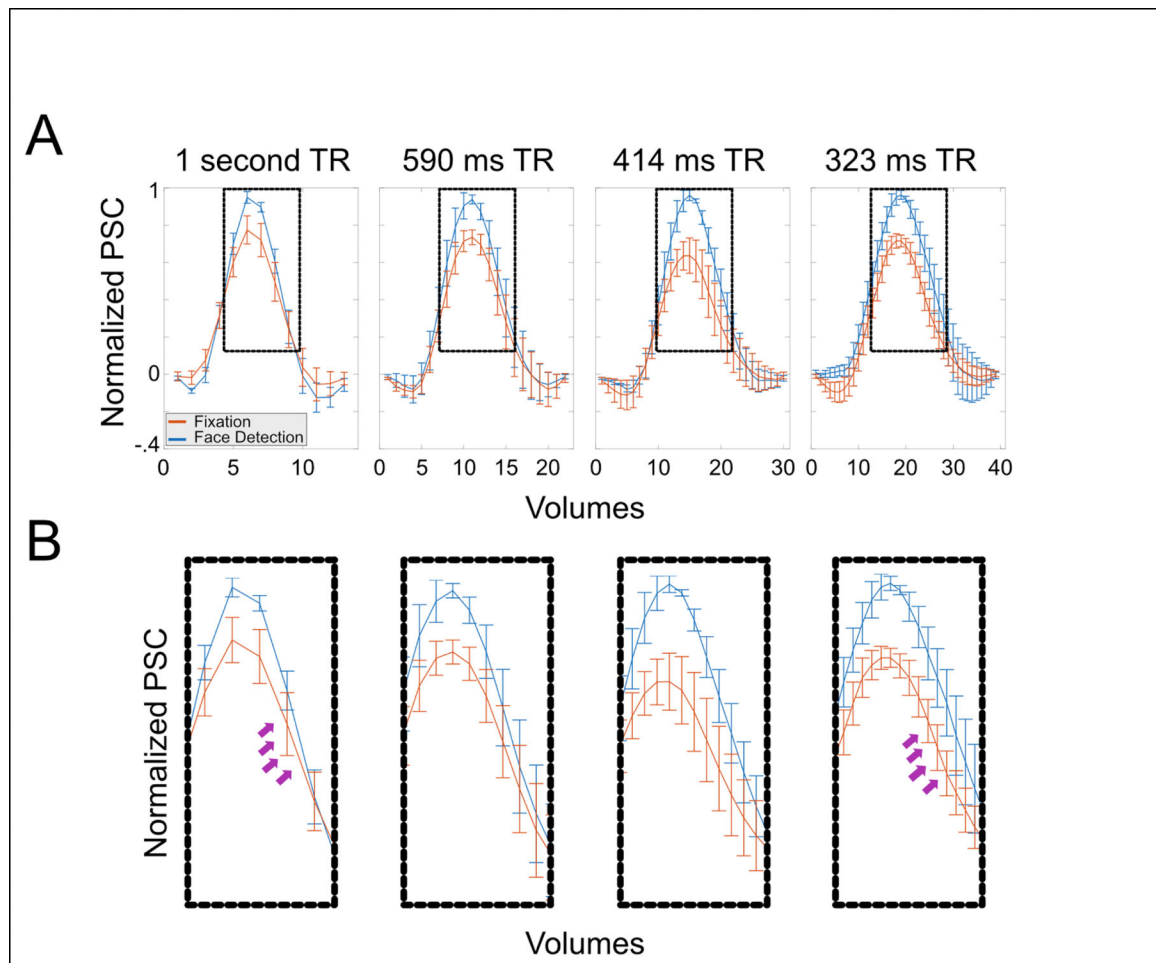 A
1 second TR 590 ms TR 414 ms TR 323 ms TR
Normalized PSC
1
0
-.4
Fixation
Face Detection
0 5 10 0 5 10 15 20 0 10 20 30 0 10 20 30 40
Volumes
B
Normalized PSC
Volumes